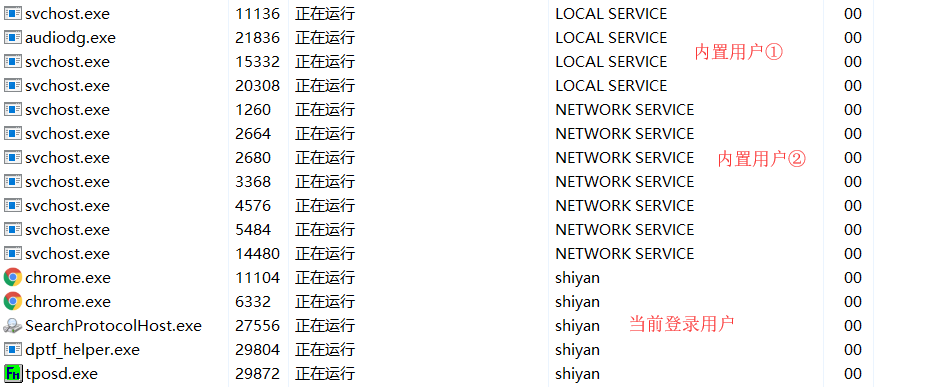 svchost.exe 11136 正在运行 LOCAL SERVICE 00
audiodg.exe 21836 正在运行 LOCAL SERVICE 00
内置用户①
svchost.exe 15332 正在运行 LOCAL SERVICE 00
svchost.exe 20308 正在运行 LOCAL SERVICE 00
svchost.exe 1260 正在运行 NETWORK SERVICE 00
svchost.exe 2664 正在运行 NETWORK SERVICE 00
svchost.exe 2680 正在运行 NETWORK SERVICE 内置用户② 00
svchost.exe 3368 正在运行 NETWORK SERVICE 00
svchost.exe 4576 正在运行 NETWORK SERVICE 00
svchost.exe 5484 正在运行 NETWORK SERVICE 00
svchost.exe 14480 正在运行 NETWORK SERVICE 00
chrome.exe 11104 正在运行 shiyan 00
chrome.exe 6332 正在运行 shiyan 00
SearchProtocolHost.exe 27556 正在运行 shiyan 当前登录用户 00
dptf_helper.exe 29804 正在运行 shiyan 00
tposd.exe 29872 正在运行 shiyan 00